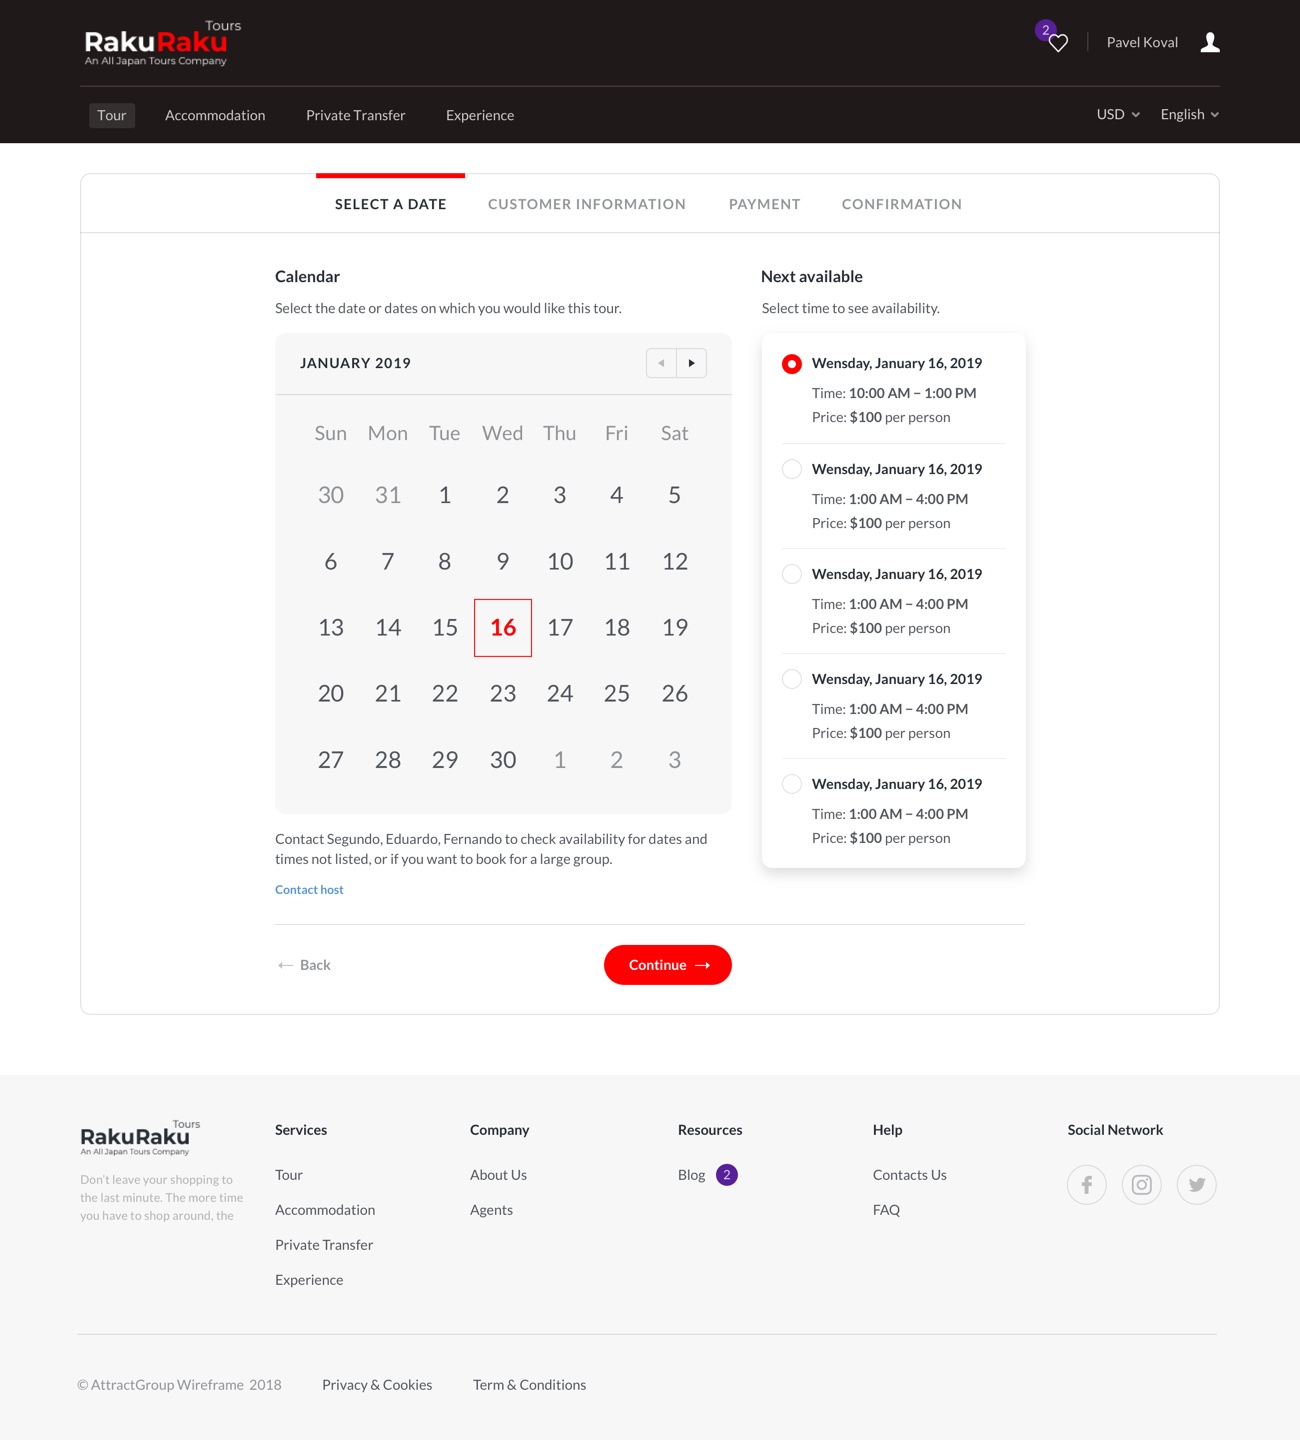 Tours
RakuRaku
An All Japan Tours Company
2
Pavel Koval
Tour
Accommodation
Private Transfer
Experience
USD
English
SELECT A DATE
CUSTOMER INFORMATION
PAYMENT
CONFIRMATION
Calendar
Select the date or dates on which you would like this tour.
JANUARY 2019
Sun Mon Tue Wed Thu Fri Sat
30 31 1 2 3 4 5
6 7 8 9 10 11 12
13 14 15 16 17 18 19
20 21 22 23 24 25 26
27 28 29 30 1 2 3
Contact Segundo, Eduardo, Fernando to check availability for dates and
times not listed, or if you want to book for a large group.
Contact host
Next available
Select time to see availability.
Wensday, January 16, 2019
Time: 10:00 AM – 1:00 PM
Price: $100 per person
Wensday, January 16, 2019
Time: 1:00 AM – 4:00 PM
Price: $100 per person
Wensday, January 16, 2019
Time: 1:00 AM – 4:00 PM
Price: $100 per person
Wensday, January 16, 2019
Time: 1:00 AM – 4:00 PM
Price: $100 per person
Wensday, January 16, 2019
Time: 1:00 AM – 4:00 PM
Price: $100 per person
← Back
Continue →
Tours
RakuRaku
An All Japan Tours Company
Don't leave your shopping to
the last minute. The more time
you have to shop around, the
Services
Tour
Accommodation
Private Transfer
Experience
Company
About Us
Agents
Resources
Blog 2
Help
Contacts Us
FAQ
Social Network
© AttractGroup Wireframe 2018
Privacy & Cookies
Term & Conditions